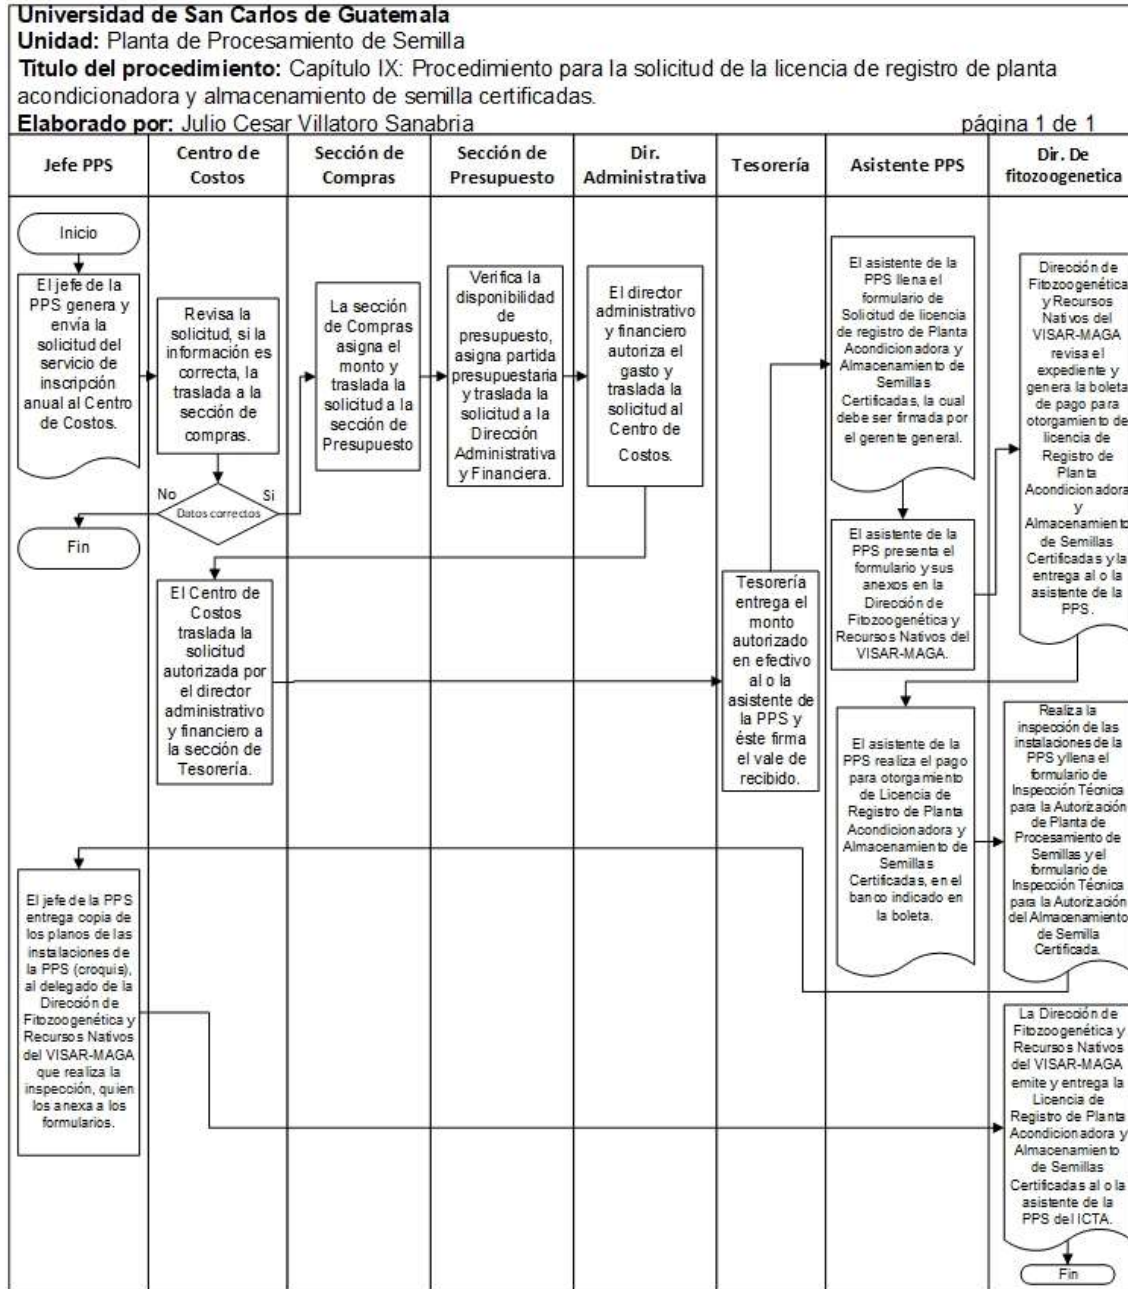 Universidad de San Carlos de Guatemala
Unidad: Planta de Procesamiento de Semilla
Título del procedimiento: Capítulo IX: Procedimiento para la solicitud de la licencia de registro de planta
acondicionadora y almacenamiento de semilla certificadas.
Elaborado por: Julio Cesar Villatoro Sanabria
página 1 de 1
Jefe PPS
Centro de
Costos
Sección de
Compras
Sección de
Presupuesto
Dir.
Administrativa
Tesorería
Asistente PPS
Dir. De
fitozoogenetica
Inicio
El jefe de la
PPS genera y
envía la
solicitud del
servicio de
inscripción
anual al Centro
de Costos.
Revisa la
solicitud, si la
información es
correcta, la
traslada a la
sección de
compras.
No
Si
Datos correctos
Fin
La sección
de Compras
asigna el
monto y
traslada la
solicitud a la
sección de
Presupuesto
Verifica la
disponibilidad
de
presupuesto,
asigna partida
presupuestaria
y traslada la
solicitud a la
Dirección
Administrativa
y Financiera.
El director
administrativo
y financiero
autoriza el
gasto y
traslada la
solicitud al
Centro de
Costos.
El Centro de
Costos
traslada la
solicitud
autorizada por
el director
administrativo
y financiero a
la sección de
Tesorería.
Tesorería
entrega el
monto
autorizado
en efectivo
al o la
asistente de
la PPS y
éste firma
el vale de
recibido.
El asistente de la
PPS llena el
formulario de
Solicitud de licencia
de registro de Planta
Acondicionadora y
Almacenamiento de
Semillas
Certificadas, la cual
debe ser firmada por
el gerente general.
El asistente de la
PPS presenta el
formulario y sus
anexos en la
Dirección de
Fitozoogenética y
Recursos Nativos del
VISAR-MAGA.
Dirección de
Fitozoogenética
y Recursos
Nativos del
VISAR-MAGA
revisa el
expediente y
genera la boleta
de pago para
otorgamiento de
licencia de
Registro de
Planta
Acondicionadora
y
Almacenamiento
de Semillas
Certificadas y la
entrega al o la
asistente de la
PPS.
El asistente de la
PPS realiza el pago
para otorgamiento
de Licencia de
Registro de Planta
Acondicionadora y
Almacenamiento de
Semillas
Certificadas, en el
banco indicado en
la boleta.
Realiza la
inspección de las
instalaciones de la
PPS y llena el
formulario de
Inspección Técnica
para la Autorización
de Planta de
Procesamiento de
Semillas y el
formulario de
Inspección Técnica
para la Autorización
del Almacenamiento
de Semilla
Certificada.
El jefe de la PPS
entrega copia de
los planos de las
instalaciones de
la PPS (croquis),
al delegado de la
Dirección de
Fitozoogenética y
Recursos Nativos
del VISAR-MAGA
que realiza la
inspección, quien
los anexa a los
formularios.
La Dirección de
Fitozoogenética y
Recursos Nativos
del VISAR-MAGA
emite y entrega la
Licencia de
Registro de Planta
Acondicionadora y
Almacenamiento
de Semillas
Certificadas al o la
asistente de la
PPS del ICTA.
Fin